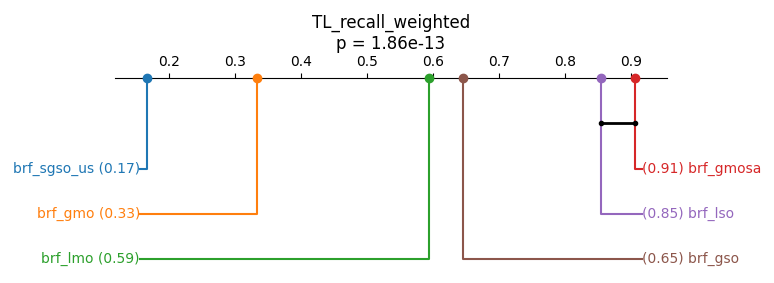 TL_recall_weighted
p = 1.86e-13
0.2 0.3 0.4 0.5 0.6 0.7 0.8 0.9
brf_sgso_us (0.17) (0.91) brf_gmosa
brf_gmo (0.33) (0.85) brf_lso
brf_lmo (0.59) (0.65) brf_gso